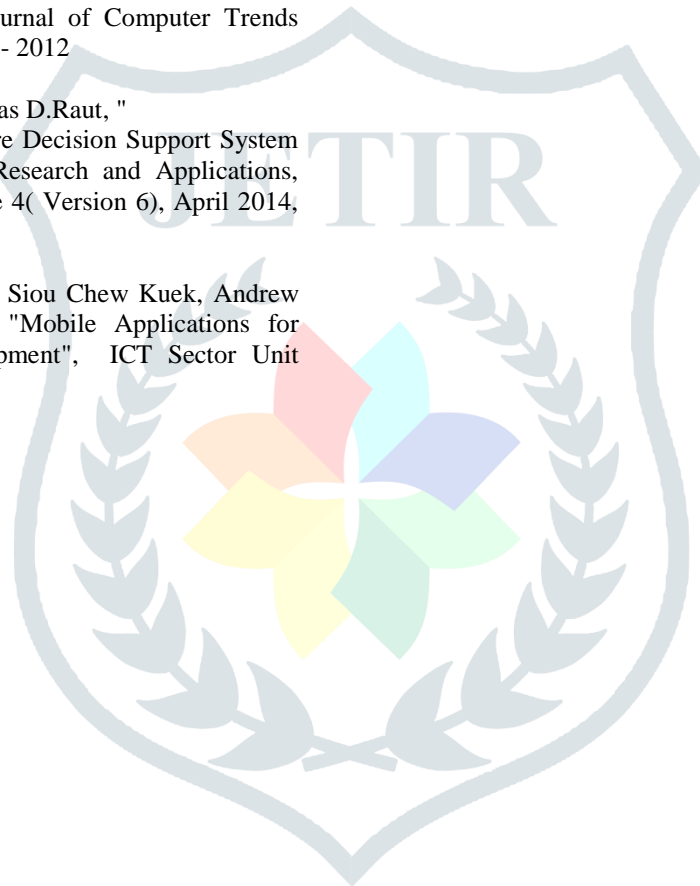 urnal of Computer Trends
- 2012
as D.Raut, "
re Decision Support System
Research and Applications,
e 4( Version 6), April 2014,
JETIR
Siou Chew Kuek, Andrew
"Mobile Applications for
pment", ICT Sector Unit